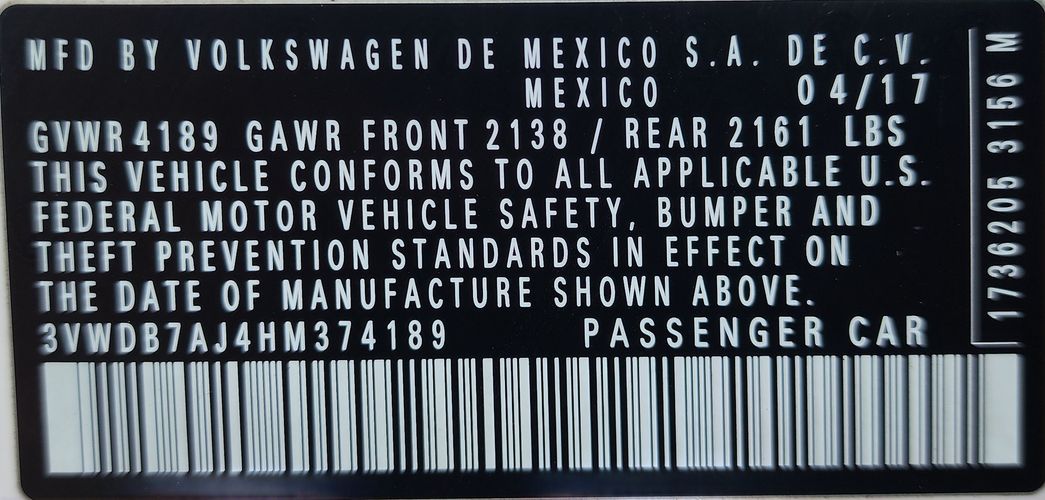 MFD BY VOLKSWAGEN DE MEXICO S.A. DE C.V.
MEXICO 04/17
GVWR 4189 GAWR FRONT 2138 / REAR 2161 LBS
THIS VEHICLE CONFORMS TO ALL APPLICABLE U.S.
FEDERAL MOTOR VEHICLE SAFETY, BUMPER AND
THEFT PREVENTION STANDARDS IN EFFECT ON
THE DATE OF MANUFACTURE SHOWN ABOVE.
3VWDB7AJ4HM374189 PASSENGER CAR
1736205 3156 M